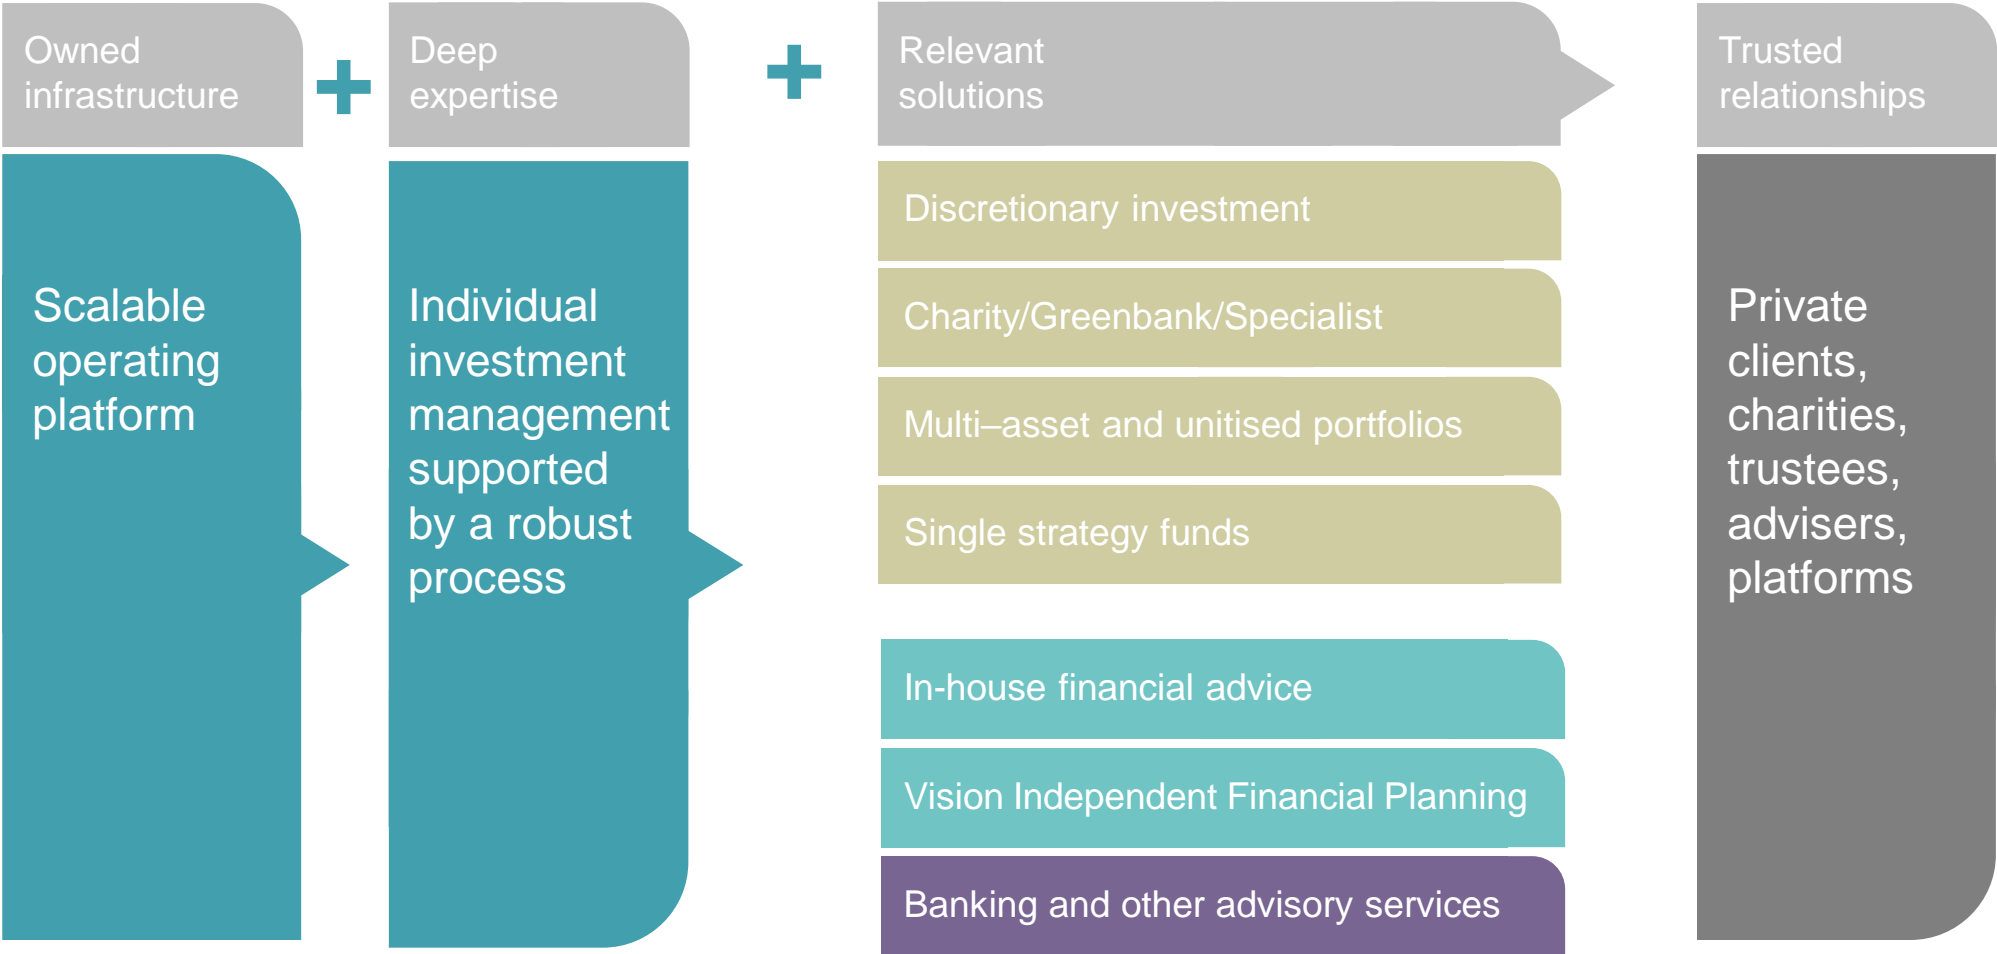 Owned
infrastructure
+
Deep
expertise
+
Relevant
solutions
Trusted
relationships
Scalable
operating
platform
Individual
investment
management
supported
by a robust
process
Discretionary investment
Charity/Greenbank/Specialist
Multi–asset and unitised portfolios
Single strategy funds
In-house financial advice
Vision Independent Financial Planning
Banking and other advisory services
Private
clients,
charities,
trustees,
advisers,
platforms